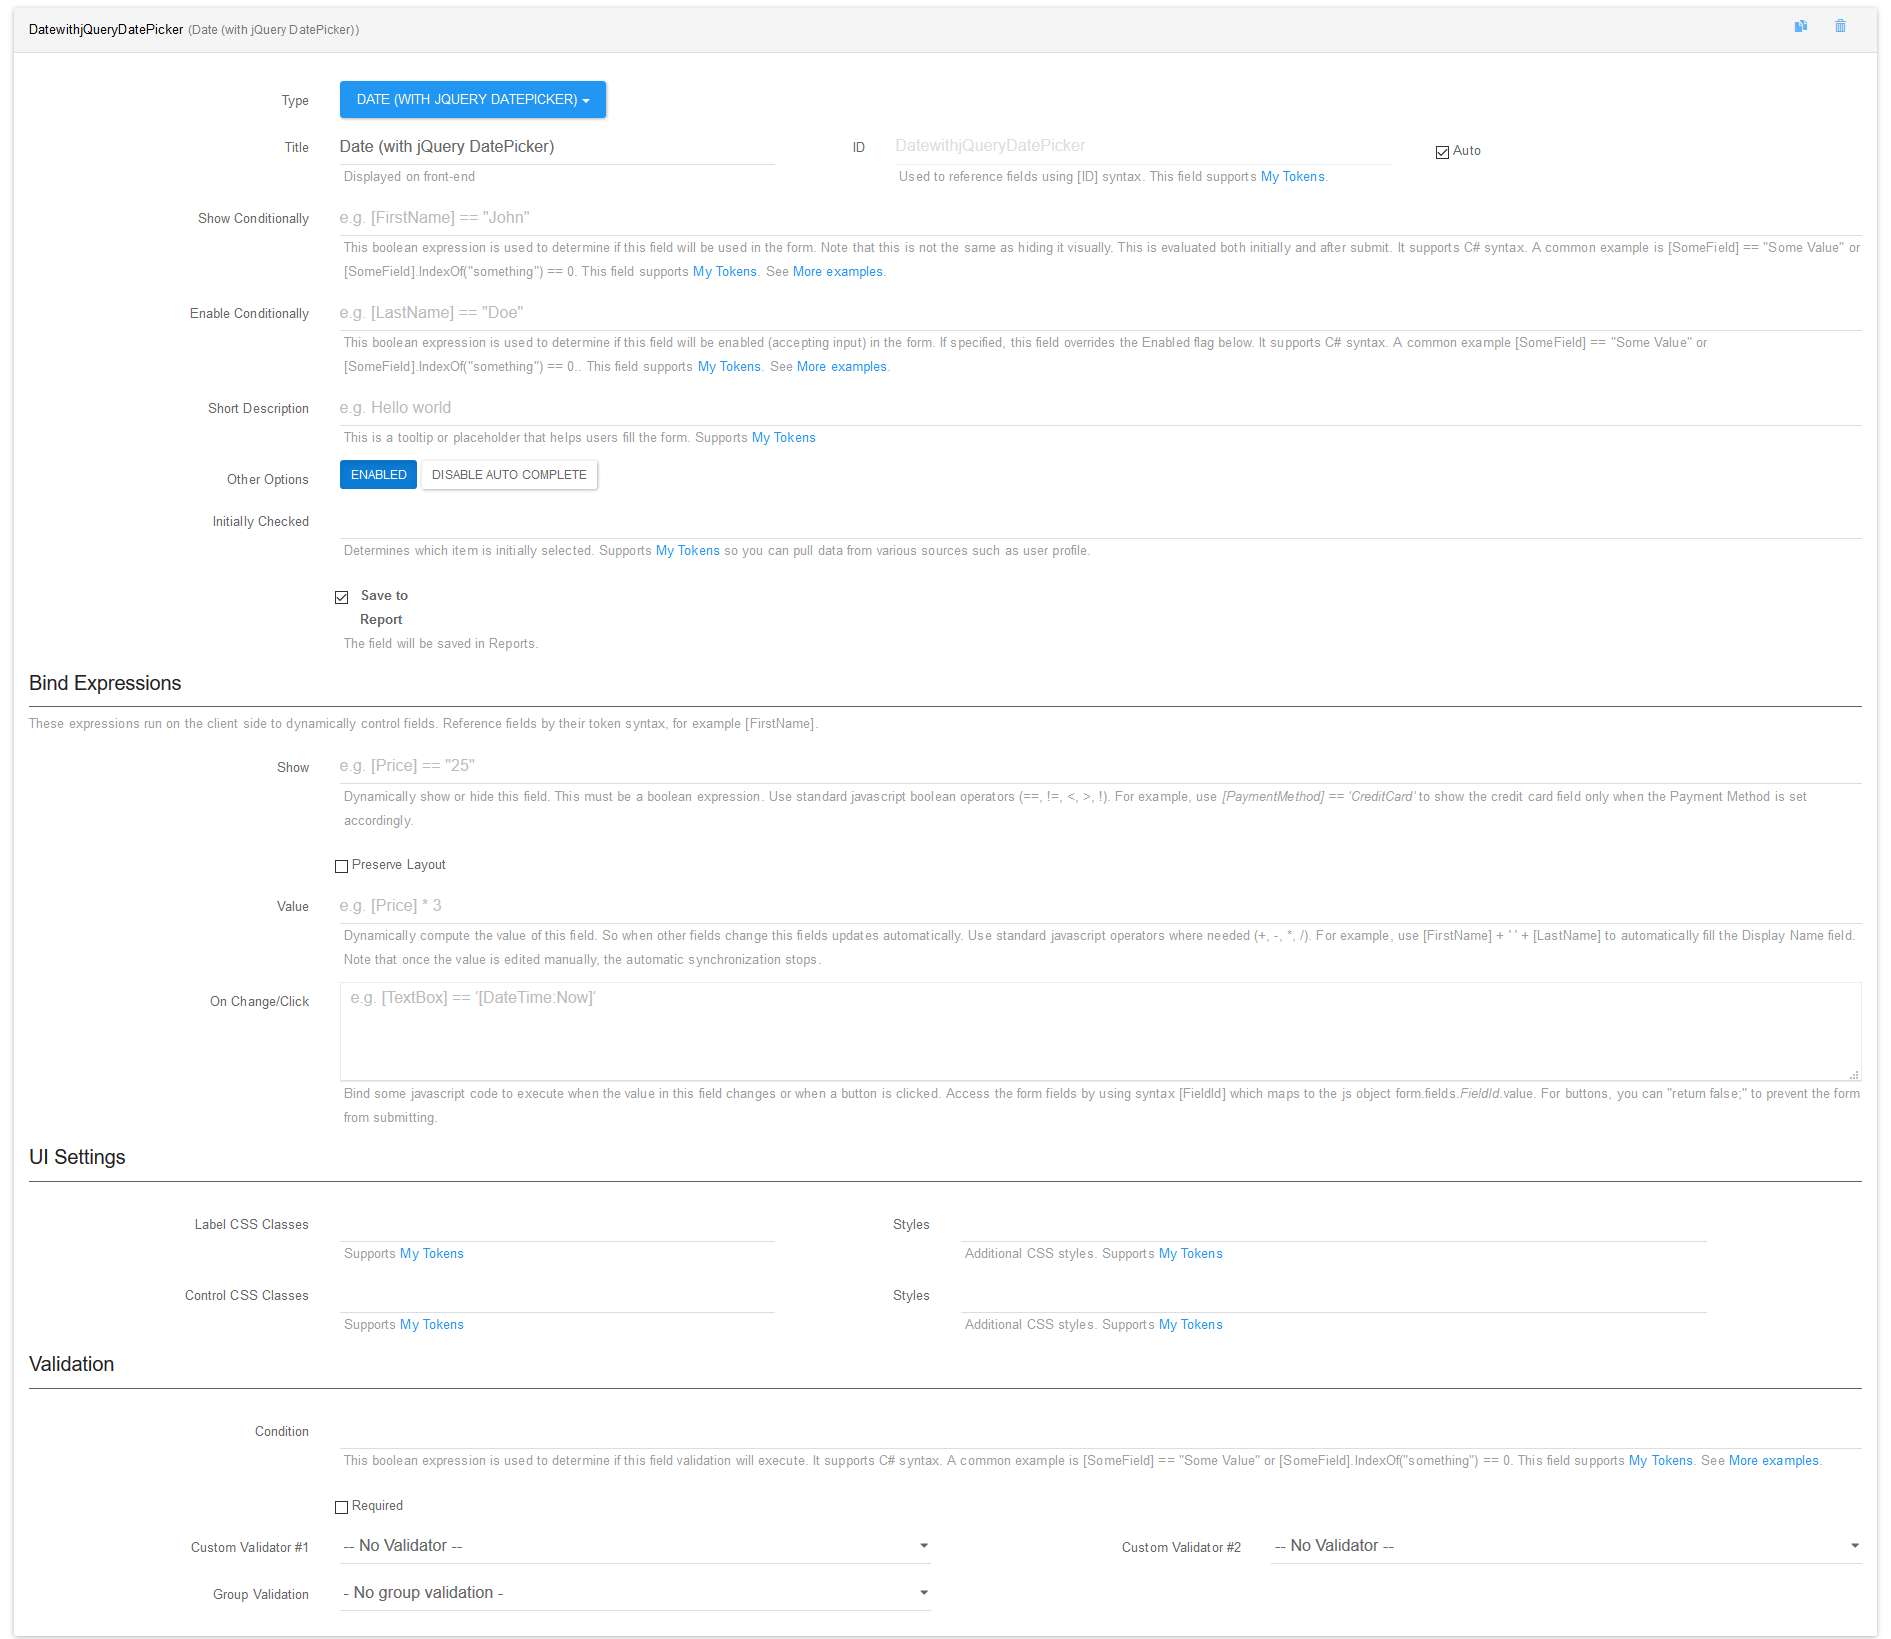 DatewithjQueryDatePicker (Date (with jQuery DatePicker))
Type
DATE (WITH JQUERY DATEPICKER)
Title
Date (with jQuery DatePicker)
ID
DatewithjQueryDatePicker
Auto
Displayed on front-end
Used to reference fields using [ID] syntax. This field supports My Tokens.
Show Conditionally
e.g. [FirstName] == "John"
This boolean expression is used to determine if this field will be used in the form. Note that this is not the same as hiding it visually. This is evaluated both initially and after submit. It supports C# syntax. A common example is [SomeField] == "Some Value" or
[SomeField].IndexOf("something") == 0. This field supports My Tokens. See More examples.
Enable Conditionally
e.g. [LastName] == "Doe"
This boolean expression is used to determine if this field will be enabled (accepting input) in the form. If specified, this field overrides the Enabled flag below. It supports C# syntax. A common example [SomeField] == "Some Value" or
[SomeField].IndexOf("something") == 0.. This field supports My Tokens. See More examples.
Short Description
e.g. Hello world
This is a tooltip or placeholder that helps users fill the form. Supports My Tokens
Other Options
ENABLED
DISABLE AUTO COMPLETE
Initially Checked
Determines which item is initially selected. Supports My Tokens so you can pull data from various sources such as user profile.
Save to
Report
The field will be saved in Reports.
Bind Expressions
These expressions run on the client side to dynamically control fields. Reference fields by their token syntax, for example [FirstName].
Show
e.g. [Price] == "25"
Dynamically show or hide this field. This must be a boolean expression. Use standard javascript boolean operators (==, !=, <, >, !). For example, use [PaymentMethod] == 'CreditCard' to show the credit card field only when the Payment Method is set
accordingly.
Preserve Layout
Value
e.g. [Price] * 3
Dynamically compute the value of this field. So when other fields change this fields updates automatically. Use standard javascript operators where needed (+, -, *, /). For example, use [FirstName] + ' ' + [LastName] to automatically fill the Display Name field.
Note that once the value is edited manually, the automatic synchronization stops.
On Change/Click
e.g. [TextBox] == '[DateTime:Now]'
Bind some javascript code to execute when the value in this field changes or when a button is clicked. Access the form fields by using syntax [FieldId] which maps to the js object form.fields.FieldId.value. For buttons, you can "return false;" to prevent the form
from submitting.
UI Settings
Label CSS Classes
Styles
Supports My Tokens
Additional CSS styles. Supports My Tokens
Control CSS Classes
Styles
Supports My Tokens
Additional CSS styles. Supports My Tokens
Validation
Condition
This boolean expression is used to determine if this field validation will execute. It supports C# syntax. A common example is [SomeField] == "Some Value" or [SomeField].IndexOf("something") == 0. This field supports My Tokens. See More examples.
Required
Custom Validator #1
-- No Validator --
Custom Validator #2
-- No Validator --
Group Validation
- No group validation -